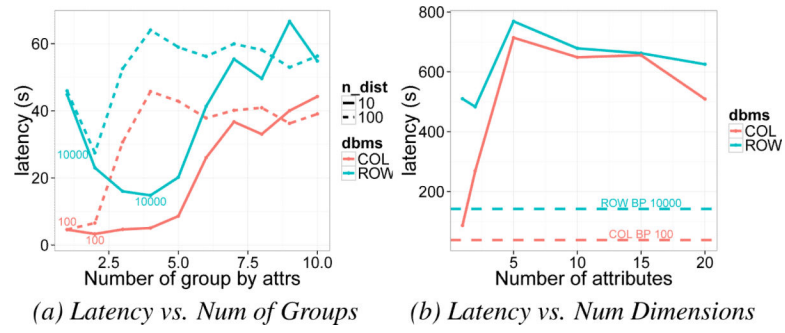 60
40
20
0
latency (s)
10000
10000
100
100
2.5
5.0
7.5
10.0
Number of group by attrs
n_dist
10
100
dbms
COL
ROW
(a) Latency vs. Num of Groups
800
600
400
200
latency (s)
ROW BP 10000
COL BP 100
5
10
15
20
Number of attributes
dbms
COL
ROW
(b) Latency vs. Num Dimensions